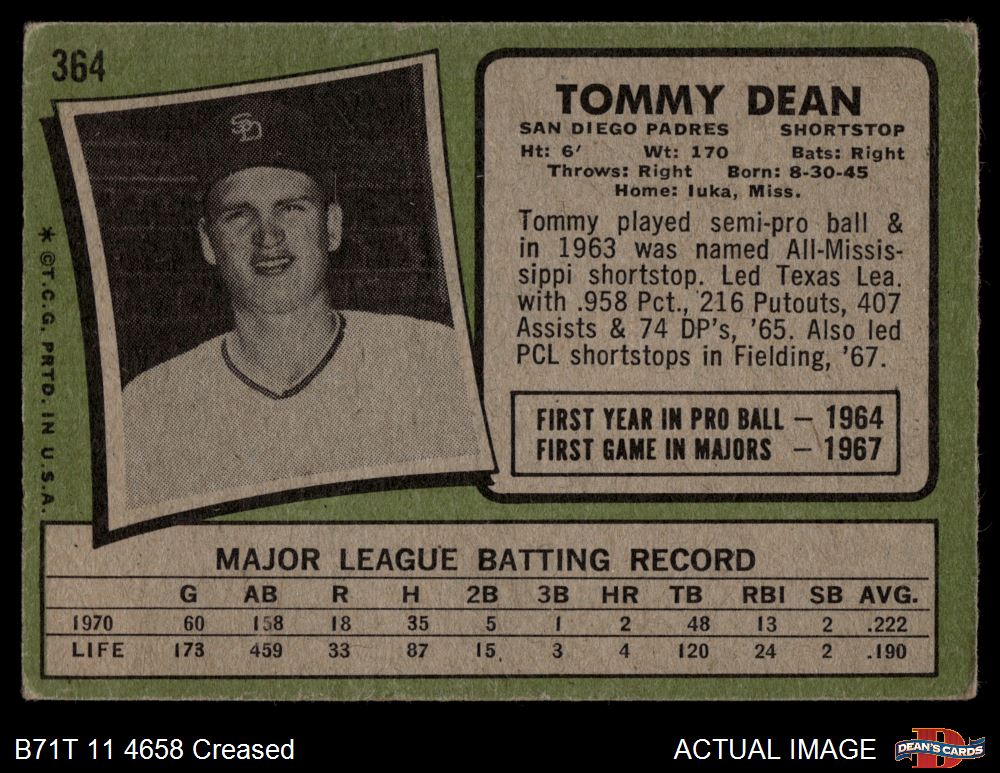 364
SD
TOMMY DEAN
SAN DIEGO PADRES SHORTSTOP
Ht: 6' Wt: 170 Bats: Right
Throws: Right Born: 8-30-45
Home: Iuka, Miss.
Tommy played semi-pro ball &
in 1963 was named All-Missis-
sippi shortstop. Led Texas Lea.
with .958 Pct., 216 Putouts, 407
Assists & 74 DP's, '65. Also led
PCL shortstops in Fielding, '67.
FIRST YEAR IN PRO BALL — 1964
FIRST GAME IN MAJORS — 1967
* ©T.C.G. PRTD. IN U.S.A.
MAJOR LEAGUE BATTING RECORD
G AB R H 2B 3B HR TB RBI SB AVG.
1970 60 158 18 35 5 1 2 48 13 2 .222
LIFE 173 459 33 87 15 3 4 120 24 2 .190
B71T 11 4658 Creased
ACTUAL IMAGE
D
DEAN'S CARDS